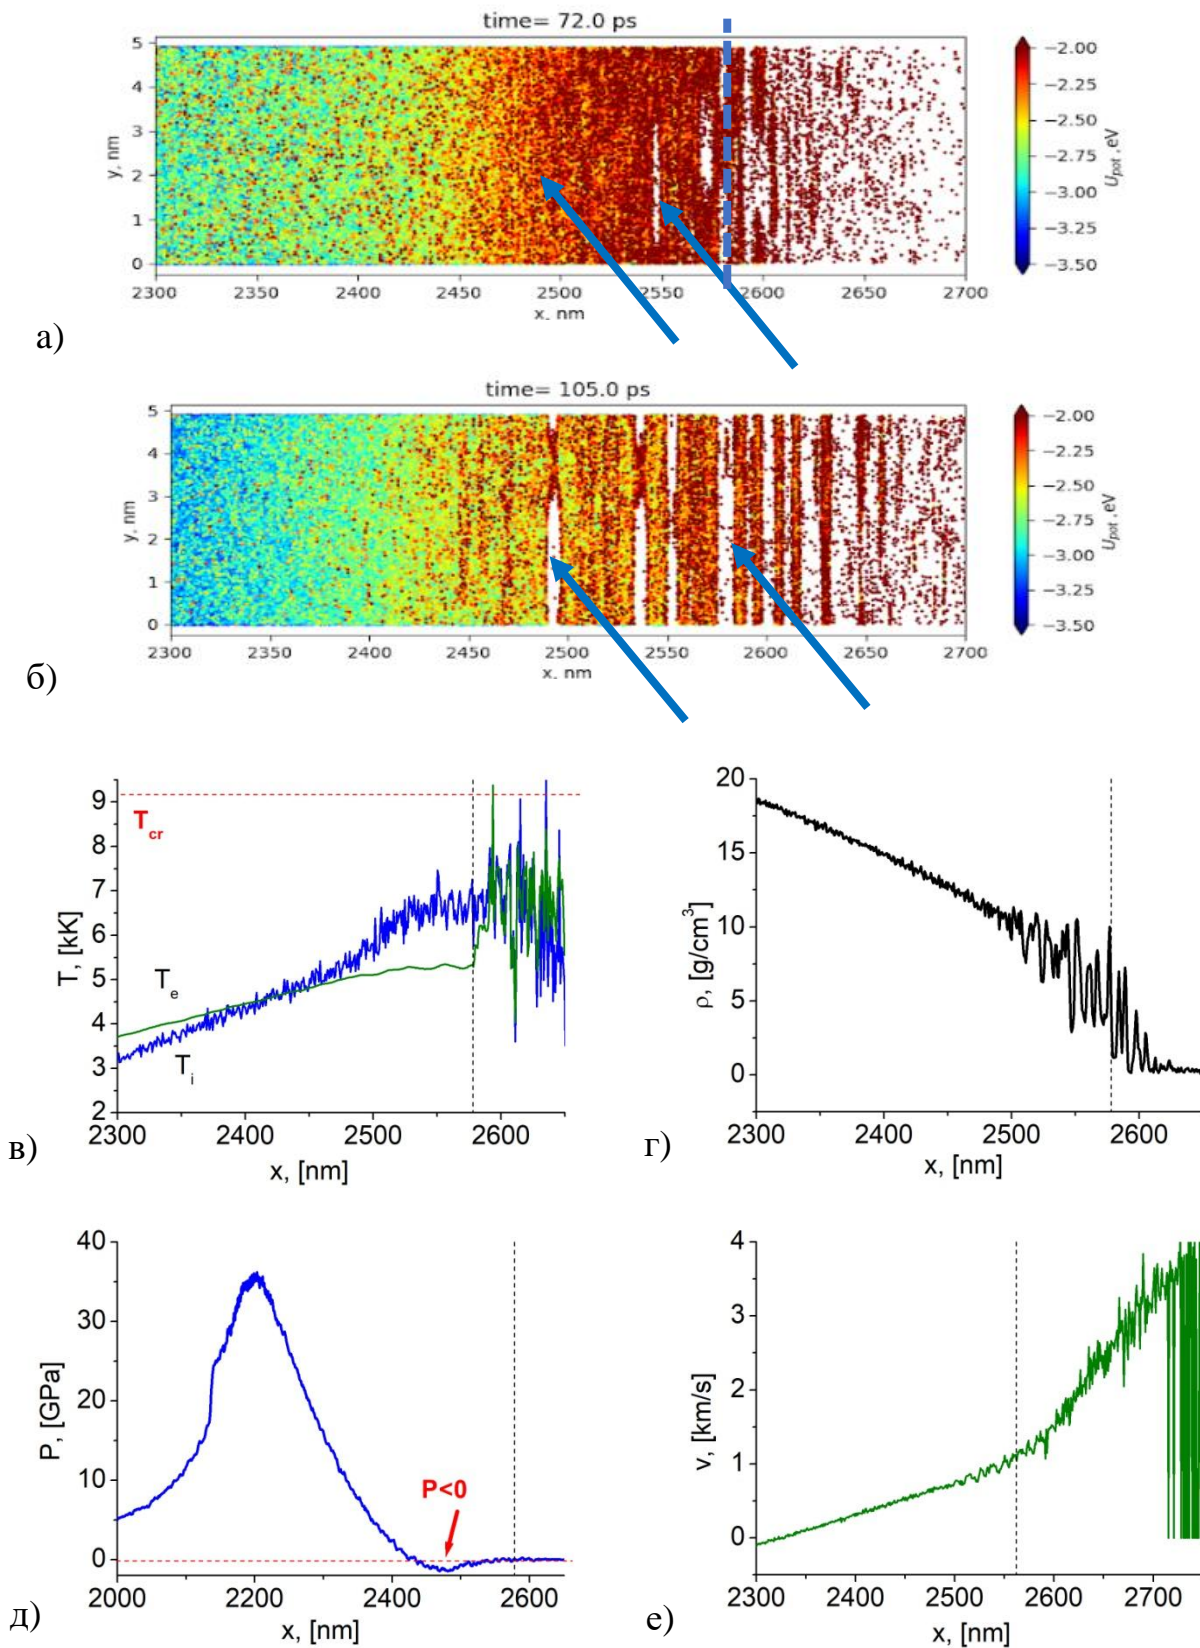 time= 72.0 ps
5
4
3
2
1
0
y, nm
2300 2350 2400 2450 2500 2550 2600 2650 2700
x, nm
−2.00
−2.50
−2.75
−3.00
−3.25
−3.50
U_pot, eV
а)
time= 105.0 ps
5
4
3
2
1
0
y, nm
2300 2350 2400 2450 2500 2550 2600 2650 2700
x, nm
−2.00
−2.50
−2.75
−3.00
−3.25
−3.50
U_pot, eV
б)
9
8
7
6
5
4
3
2
T, [kK]
T_cr
T_e
T_i
2300 2400 2500 2600
x, [nm]
в)
20
15
10
5
0
ρ, [g/cm³]
2300 2400 2500 2600
x, [nm]
г)
40
30
20
10
0
P, [GPa]
P<0
2000 2200 2400 2600
x, [nm]
д)
4
3
2
1
0
v, [km/s]
2300 2400 2500 2600 2700
x, [nm]
е)